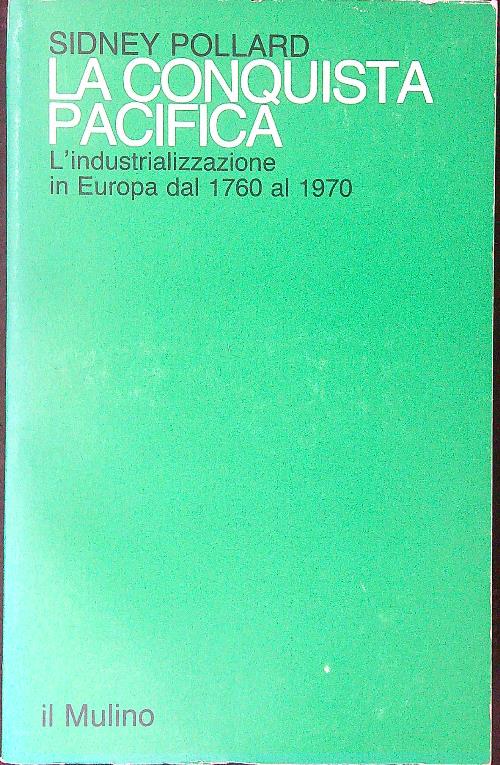 SIDNEY POLLARD
LA CONQUISTA
PACIFICA
L'industrializzazione
in Europa dal 1760 al 1970
il Mulino